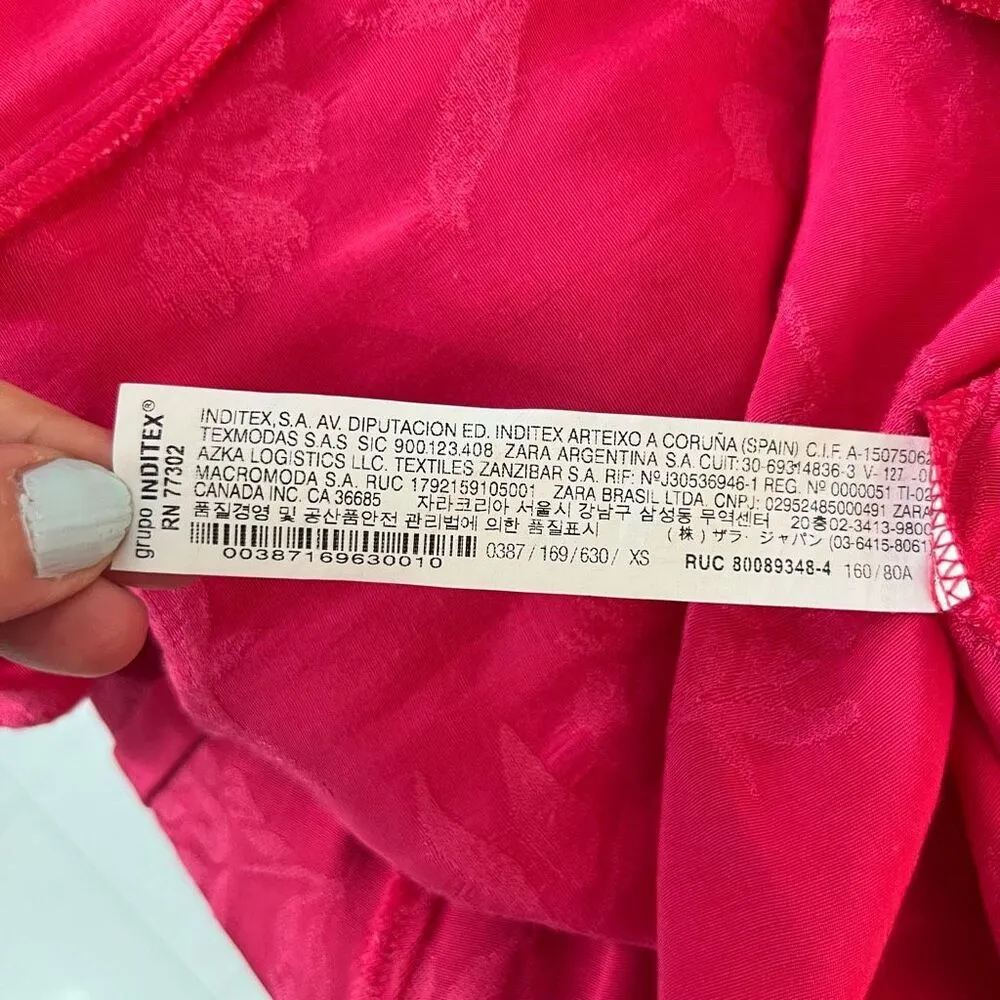 grupo INDITEX®
RN 77302
INDITEX, S.A. AV. DIPUTACION ED. INDITEX ARTEIXO A CORUÑA (SPAIN) C.I.F. A-15075062
TEXMODAS S.A.S SIC 900.123.408 ZARA ARGENTINA S.A. CUIT:30-69314836-3 V- 127
AZKA LOGISTICS LLC. TEXTILES ZANZIBAR S.A. RIF: NºJ30536946-1 REG. Nº 0000051 TI-02
MACROMODA S.A. RUC 1792159105001 ZARA BRASIL LTDA. CNPJ: 02952485000491 ZARA
CANADA INC. CA 36685 자라코리아 서울시 강남구 삼성동 무역센터 20층02-3413-9800
품질경영 및 공산품안전 관리법에 의한 품질표시 (株) ザラ・ジャパン (03-6415-8061)
00387169630010 0387/169/630/ XS RUC 80089348-4 160/80A